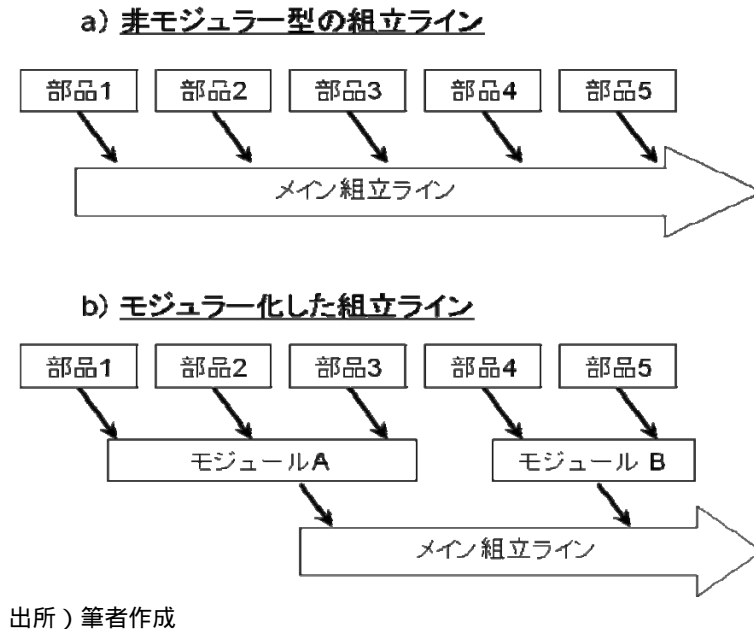 a) 非モジュラー型の組立ライン
部品1 部品2 部品3 部品4 部品5
メイン組立ライン
b) モジュラー化した組立ライン
部品1 部品2 部品3 部品4 部品5
モジュールA モジュール B
メイン組立ライン
出所）筆者作成